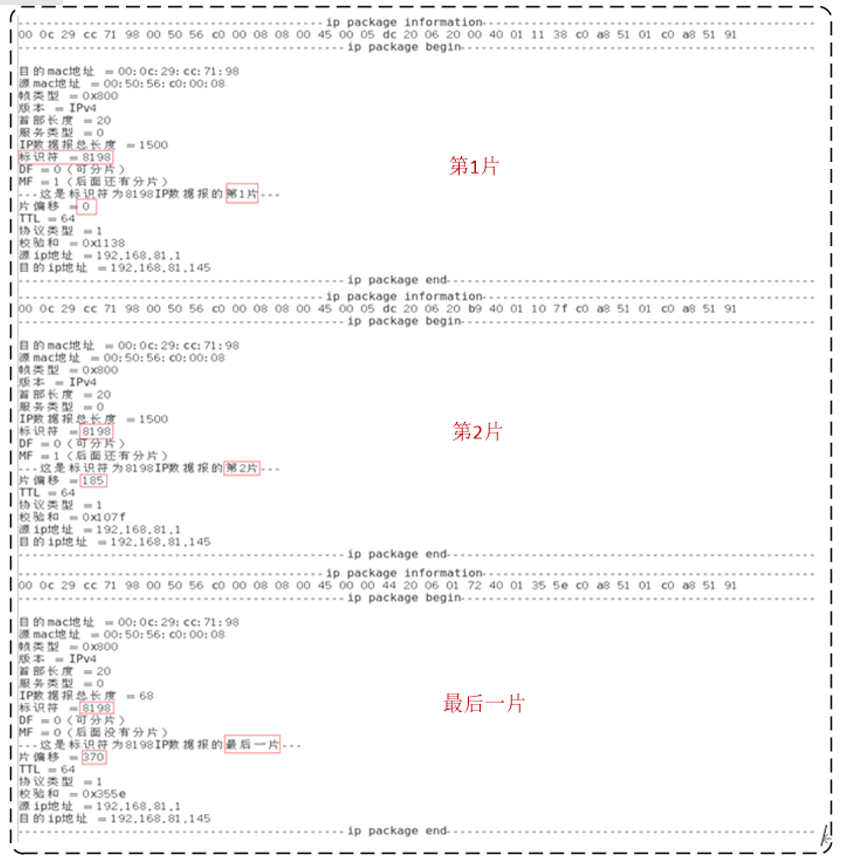 --------------------ip package information--------------------
00 0c 29 cc 71 98 00 50 56 c0 00 08 08 00 45 00 05 dc 20 06 20 00 40 01 11 38 c0 a8 51 01 c0 a8 51 91
--------------------ip package begin--------------------
目的mac地址 =00:0c:29:cc:71:98
源mac地址 =00:50:56:c0:00:08
帧类型 =0x800
版本 =IPv4
首部长度 =20
服务类型 =0
IP数据报总长度 =1500
标识符 =8198
DF =0（可分片）
MF =1（后面还有分片）
---这是标识符为8198IP数据报的第1片---
第1片
片偏移 =0
TTL =64
协议类型 =1
校验和 =0x1138
源ip地址 =192.168.81.1
目的ip地址 =192.168.81.145
--------------------ip package end--------------------
--------------------ip package information--------------------
00 0c 29 cc 71 98 00 50 56 c0 00 08 08 00 45 00 05 dc 20 06 20 b9 40 01 10 7f c0 a8 51 01 c0 a8 51 91
--------------------ip package begin--------------------
目的mac地址 =00:0c:29:cc:71:98
源mac地址 =00:50:56:c0:00:08
帧类型 =0x800
版本 =IPv4
首部长度 =20
服务类型 =0
IP数据报总长度 =1500
标识符 =8198
第2片
DF =0（可分片）
MF =1（后面还有分片）
---这是标识符为8198IP数据报的第2片---
片偏移 =185
TTL =64
协议类型 =1
校验和 =0x107f
源ip地址 =192.168.81.1
目的ip地址 =192.168.81.145
--------------------ip package end--------------------
--------------------ip package information--------------------
00 0c 29 cc 71 98 00 50 56 c0 00 08 08 00 45 00 00 44 20 06 01 72 40 01 35 5e c0 a8 51 01 c0 a8 51 91
--------------------ip package begin--------------------
目的mac地址 =00:0c:29:cc:71:98
源mac地址 =00:50:56:c0:00:08
帧类型 =0x800
版本 =IPv4
首部长度 =20
服务类型 =0
IP数据报总长度 =68
标识符 =8198
最后一片
DF =0（可分片）
MF =0（后面没有分片）
---这是标识符为8198IP数据报的最后一片---
片偏移 =370
TTL =64
协议类型 =1
校验和 =0x355e
源ip地址 =192.168.81.1
目的ip地址 =192.168.81.145
--------------------ip package end--------------------